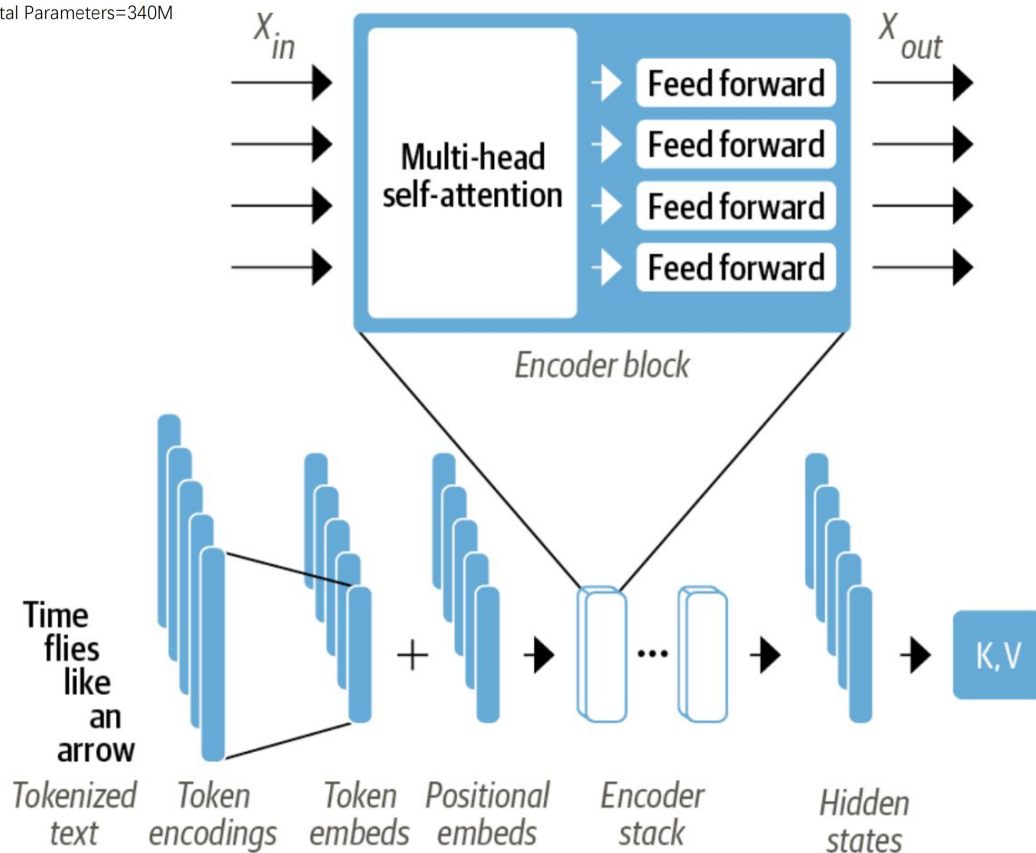 tal Parameters=340M
X in
X out
Multi-head
self-attention
Feed forward
Feed forward
Feed forward
Feed forward
Encoder block
Time
flies
like
an
arrow
+
...
K,V
Tokenized
text
Token
encodings
Token
embeds
Positional
embeds
Encoder
stack
Hidden
states